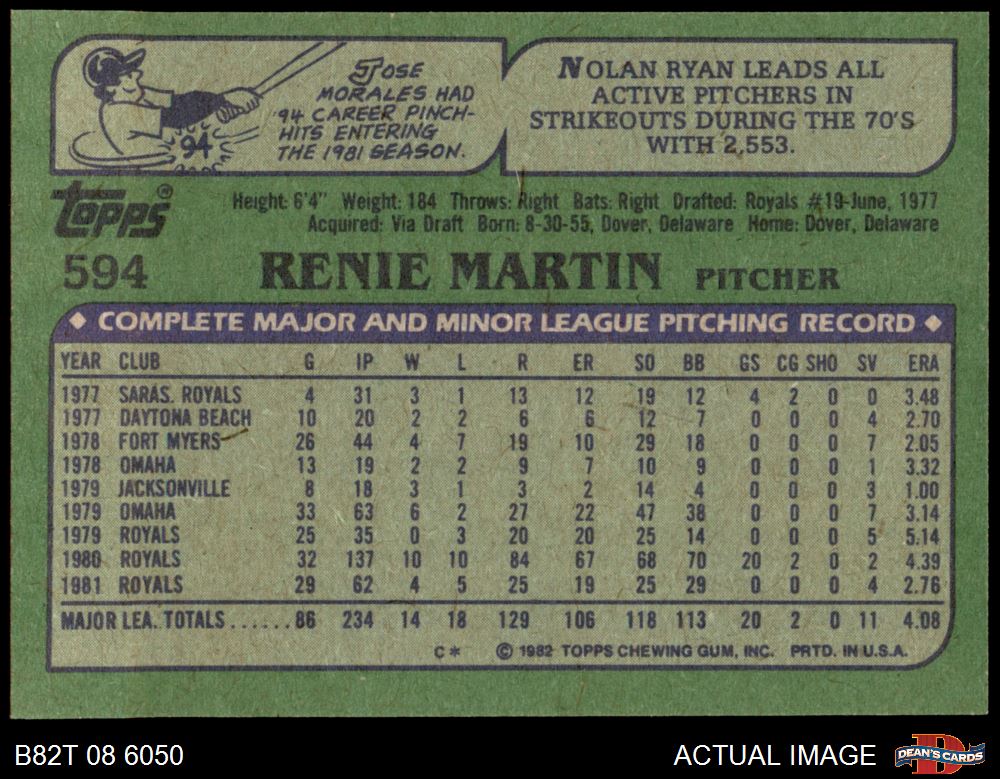 Jose
Morales had
94 career pinch-
hits entering
the 1981 season.
94
Nolan Ryan leads all
active pitchers in
strikeouts during the 70's
with 2,553.
Topps®
Height: 6'4" Weight: 184 Throws: Right Bats: Right Drafted: Royals #19-June, 1977
Acquired: Via Draft Born: 8-30-55, Dover, Delaware Home: Dover, Delaware
594 RENIE MARTIN PITCHER
◆ COMPLETE MAJOR AND MINOR LEAGUE PITCHING RECORD ◆
YEAR CLUB G IP W L R ER SO BB GS CG SHO SV ERA
1977 SARAS. ROYALS 4 31 3 1 13 12 19 12 4 2 0 0 3.48
1977 DAYTONA BEACH 10 20 2 2 6 6 12 7 0 0 0 4 2.70
1978 FORT MYERS 26 44 4 7 19 10 29 18 0 0 0 7 2.05
1978 OMAHA 13 19 2 2 9 7 10 9 0 0 0 1 3.32
1979 JACKSONVILLE 8 18 3 1 3 2 14 4 0 0 0 3 1.00
1979 OMAHA 33 63 6 2 27 22 47 38 0 0 0 7 3.14
1979 ROYALS 25 35 0 3 20 20 25 14 0 0 0 5 5.14
1980 ROYALS 32 137 10 10 84 67 68 70 20 2 0 2 4.39
1981 ROYALS 29 62 4 5 25 19 25 29 0 0 0 4 2.76
MAJOR LEA. TOTALS......86 234 14 18 129 106 118 113 20 2 0 11 4.08
C* © 1982 TOPPS CHEWING GUM, INC. PRTD. IN U.S.A.
B82T 08 6050 ACTUAL IMAGE DEAN'S CARDS